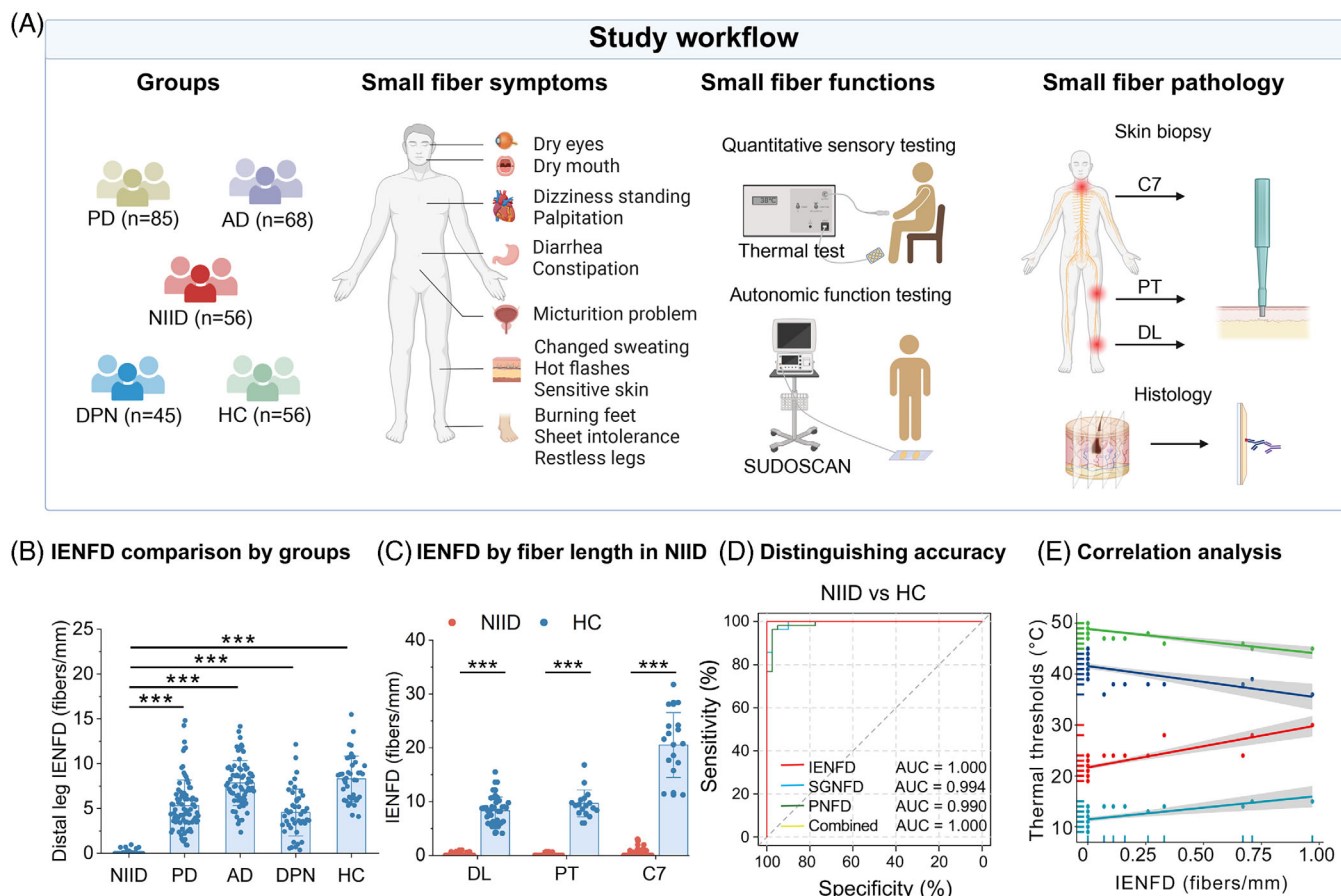 (A)
Study workflow
Groups
PD (n=85)
AD (n=68)
NIID (n=56)
DPN (n=45)
HC (n=56)
Small fiber symptoms
Dry eyes
Dry mouth
Dizziness standing
Palpitation
Diarrhea
Constipation
Micturition problem
Changed sweating
Hot flashes
Sensitive skin
Burning feet
Sheet intolerance
Restless legs
Small fiber functions
Quantitative sensory testing
Thermal test
Autonomic function testing
SUDOSCAN
Small fiber pathology
Skin biopsy
C7
PT
DL
Histology
(B) IENFD comparison by groups
Distal leg IENFD (fibers/mm)
25
20
15
10
5
0
***
***
***
***
NIID PD AD DPN HC
(C) IENFD by fiber length in NIID
NIID HC
IENFD (fibers/mm)
40
30
20
10
0
*** *** ***
DL PT C7
(D) Distinguishing accuracy
NIID vs HC
Sensitivity (%)
100
80
60
40
20
0
IENFD AUC = 1.000
SGNFD AUC = 0.994
PNFD AUC = 0.990
Combined AUC = 1.000
100 80 60 40 20 0
Specificity (%)
(E) Correlation analysis
Thermal thresholds (°C)
50
40
30
20
10
0 0.25 0.50 0.75 1.00
IENFD (fibers/mm)